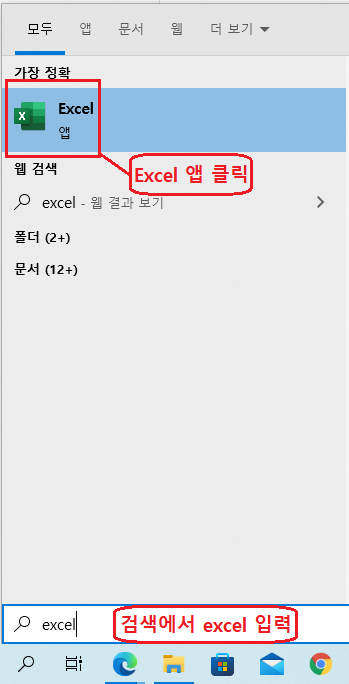 모두 앱 문서 웹 더 보기
가장 정확
Excel
앱
Excel 앱 클릭
웹 검색
excel - 웹 결과 보기
폴더 (2+)
문서 (12+)
excel
검색에서 excel 입력